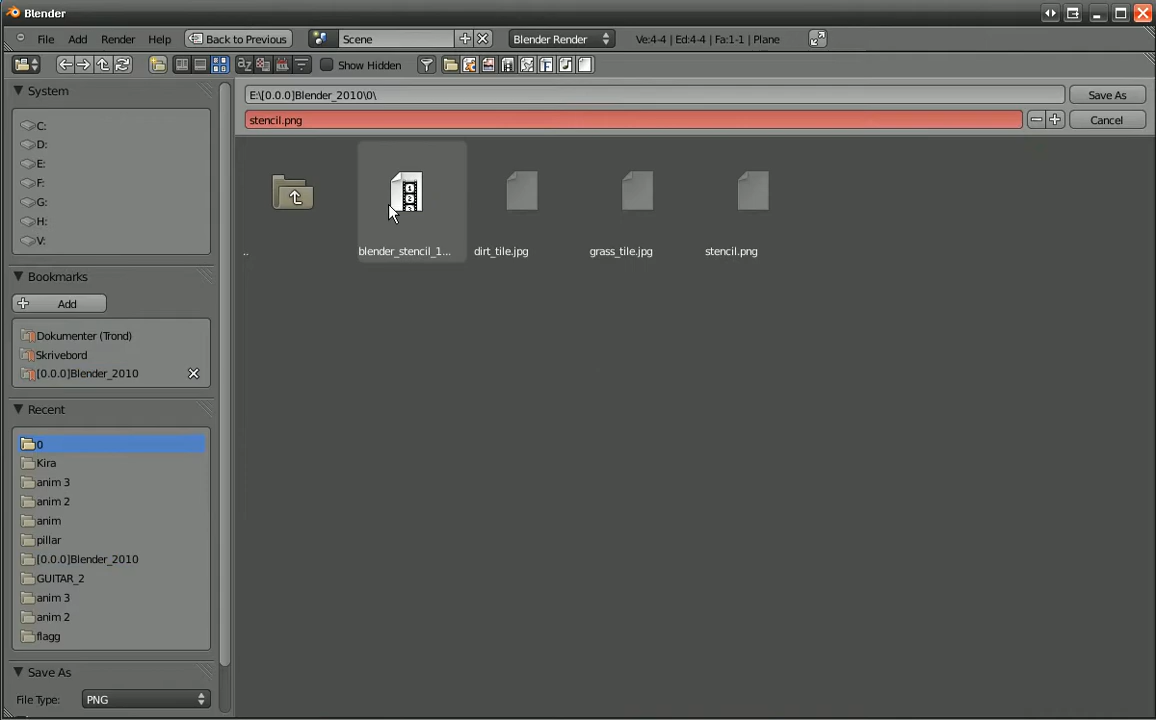 Blender
File Add Render Help Back to Previous Scene Blender Render Ve:4-4 | Ed:4-4 | Fa:1-1 | Plane
Show Hidden
System
C:
D:
E:
F:
G:
H:
V:
Bookmarks
Add
Dokumenter (Trond)
Skrivebord
[0.0.0]Blender_2010
Recent
0
Kira
anim 3
anim 2
anim
pillar
[0.0.0]Blender_2010
GUITAR_2
anim 3
anim 2
flagg
Save As
File Type: PNG
E:\[0.0.0]Blender_2010\0\ Save As
stencil.png Cancel
.. blender_stencil_1... dirt_tile.jpg grass_tile.jpg stencil.png